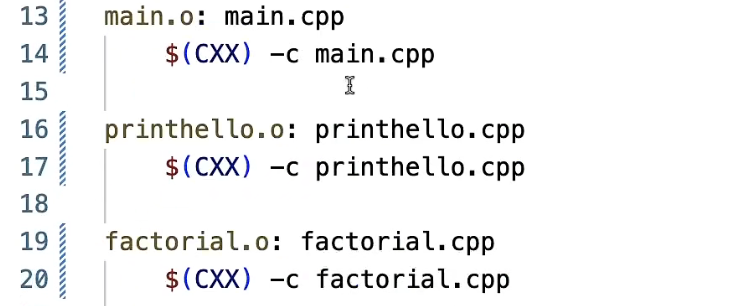 13 main.o: main.cpp
14     $(CXX) -c main.cpp
15
16 printhello.o: printhello.cpp
17     $(CXX) -c printhello.cpp
18
19 factorial.o: factorial.cpp
20     $(CXX) -c factorial.cpp